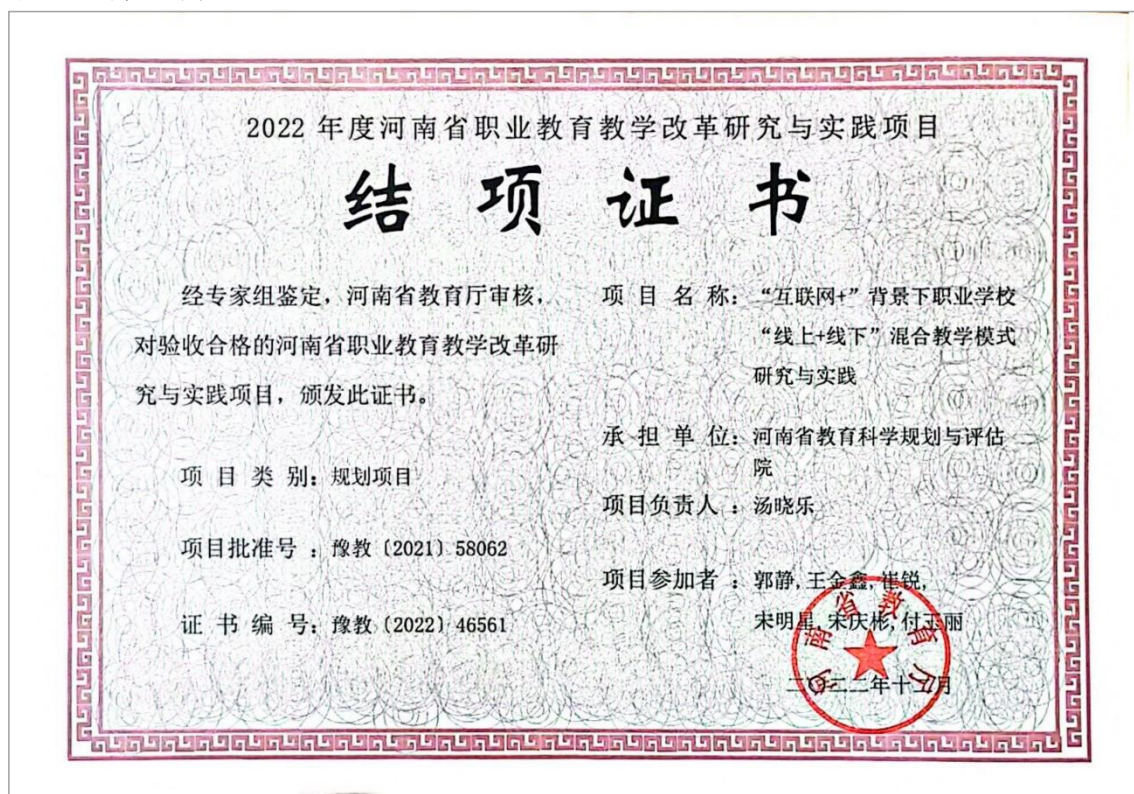 2022 年度河南省职业教育教学改革研究与实践项目
结项证书
经专家组鉴定，河南省教育厅审核，
对验收合格的河南省职业教育教学改革研
究与实践项目，颁发此证书。
项目类别：规划项目
项目批准号：豫教〔2021〕58062
证书编号：豫教〔2022〕46561
项目名称：“互联网+”背景下职业学校
“线上+线下”混合教学模式
研究与实践
承担单位：河南省教育科学规划与评估
院
项目负责人：汤晓乐
项目参加者：郭静,王金鑫,崔锐,
宋明星,宋庆彬,付玉丽
二〇二二年十二月
河南省教育厅